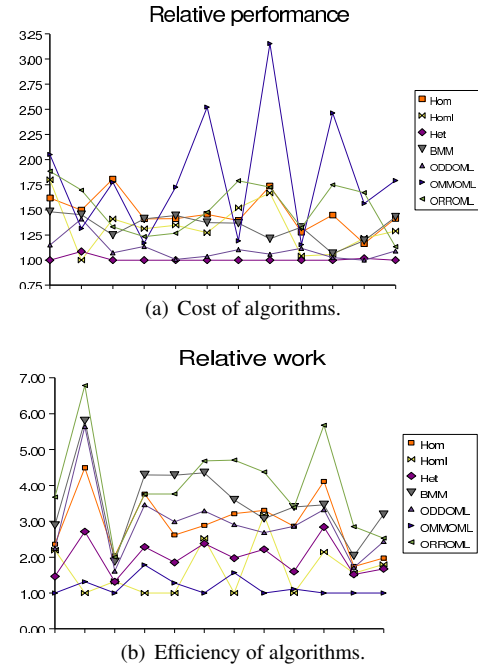 Relative performance
3.25
3.00
2.75
2.50
2.25
2.00
1.75
1.50
1.25
1.00
0.75
Hom
HomI
Het
BMM
ODDOML
OMMOML
ORROML
(a) Cost of algorithms.
Relative work
7.00
6.00
5.00
4.00
3.00
2.00
1.00
0.00
Hom
HomI
Het
BMM
ODDOML
OMMOML
ORROML
(b) Efficiency of algorithms.